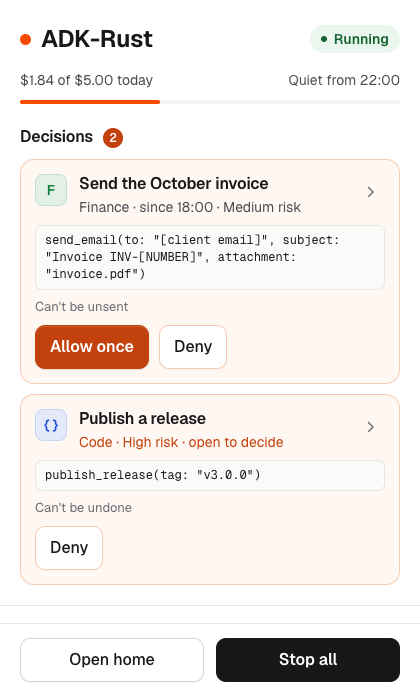 ADK-Rust
Running
$1.84 of $5.00 today
Quiet from 22:00
Decisions 2
F
Send the October invoice
Finance · since 18:00 · Medium risk
send_email(to: "[client email]", subject:
"Invoice INV-[NUMBER]", attachment:
"invoice.pdf")
Can't be unsent
Allow once
Deny
{}
Publish a release
Code · High risk · open to decide
publish_release(tag: "v3.0.0")
Can't be undone
Deny
Open home
Stop all